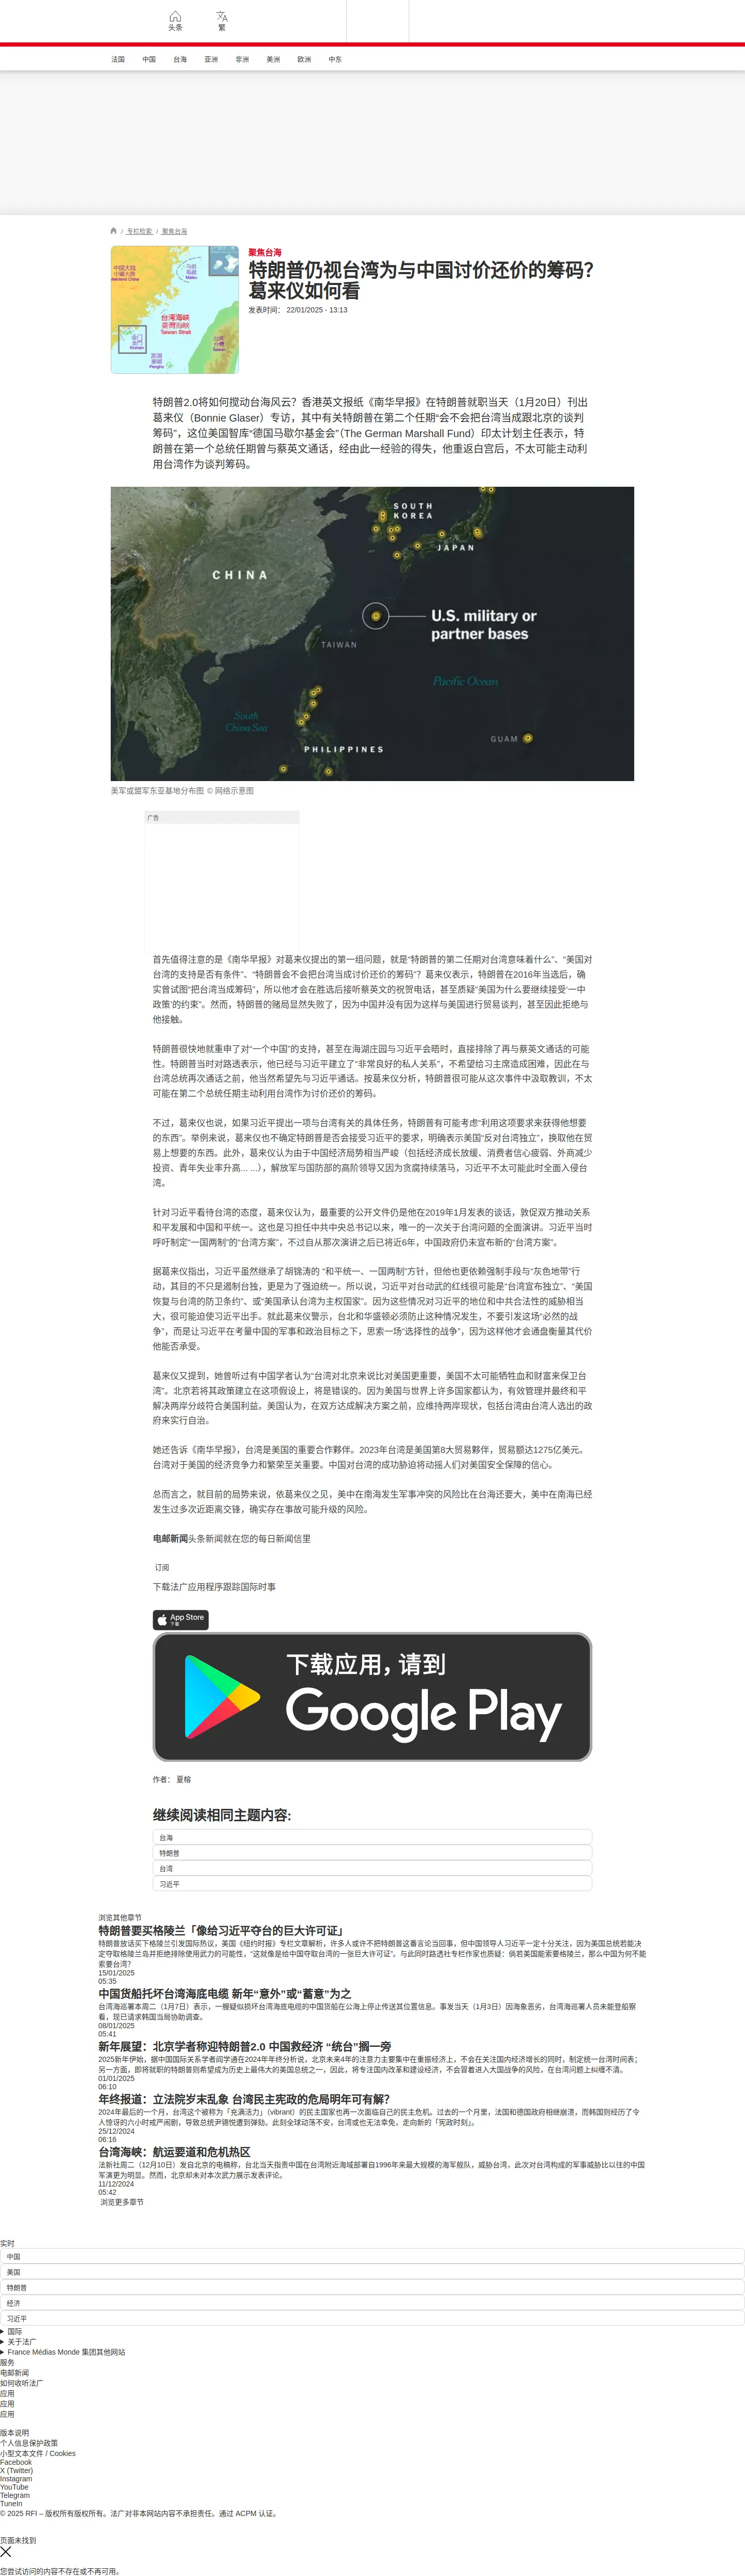 头条
繁
法国
中国
台海
亚洲
非洲
美洲
欧洲
中东
/ 专栏检索 / 聚焦台海
中國大陸
中國大陆
Mainland China
马祖
馬祖
Matsu
台湾海峡
臺灣海峽
Taiwan Strait
金门
金門
Kinmen
澎湖
Penghu
台湾
Taiwan
聚焦台海
特朗普仍视台湾为与中国讨价还价的筹码？
葛来仪如何看
发表时间： 22/01/2025 - 13:13
特朗普2.0将如何搅动台海风云？香港英文报纸《南华早报》在特朗普就职当天（1月20日）刊出
葛来仪（Bonnie Glaser）专访，其中有关特朗普在第二个任期“会不会把台湾当成跟北京的谈判
筹码”，这位美国智库“德国马歇尔基金会”（The German Marshall Fund）印太计划主任表示，特
朗普在第一个总统任期曾与蔡英文通话，经由此一经验的得失，他重返白宫后，不太可能主动利
用台湾作为谈判筹码。
SOUTH
KOREA
JAPAN
CHINA
U.S. military or
partner bases
TAIWAN
Pacific Ocean
South
China Sea
GUAM
PHILIPPINES
美军或盟军东亚基地分布图 © 网络示意图
广告
首先值得注意的是《南华早报》对葛来仪提出的第一组问题，就是“特朗普的第二任期对台湾意味着什么”、“美国对
台湾的支持是否有条件”、“特朗普会不会把台湾当成讨价还价的筹码”？葛来仪表示，特朗普在2016年当选后，确
实曾试图“把台湾当成筹码”，所以他才会在胜选后接听蔡英文的祝贺电话，甚至质疑“美国为什么要继续接受‘一中
政策’的约束”。然而，特朗普的赌局显然失败了，因为中国并没有因为这样与美国进行贸易谈判，甚至因此拒绝与
他接触。
特朗普很快地就重申了对“一个中国”的支持，甚至在海湖庄园与习近平会晤时，直接排除了再与蔡英文通话的可能
性。特朗普当时对路透表示，他已经与习近平建立了“非常良好的私人关系”，不希望给习主席造成困难，因此在与
台湾总统再次通话之前，他当然希望先与习近平通话。按葛来仪分析，特朗普很可能从这次事件中汲取教训，不太
可能在第二个总统任期主动利用台湾作为讨价还价的筹码。
不过，葛来仪也说，如果习近平提出一项与台湾有关的具体任务，特朗普有可能考虑“利用这项要求来获得他想要
的东西”。举例来说，葛来仪也不确定特朗普是否会接受习近平的要求，明确表示美国“反对台湾独立”，换取他在贸
易上想要的东西。此外，葛来仪认为由于中国经济局势相当严峻（包括经济成长放缓、消费者信心疲弱、外商减少
投资、青年失业率升高... ...），解放军与国防部的高阶领导又因为贪腐持续落马，习近平不太可能此时全面入侵台
湾。
针对习近平看待台湾的态度，葛来仪认为，最重要的公开文件仍是他在2019年1月发表的谈话，敦促双方推动关系
和平发展和中国和平统一。这也是习担任中共中央总书记以来，唯一的一次关于台湾问题的全面演讲。习近平当时
呼吁制定“一国两制”的“台湾方案”，不过自从那次演讲之后已将近6年，中国政府仍未宣布新的“台湾方案”。
据葛来仪指出，习近平虽然继承了胡锦涛的 “和平统一、一国两制”方针，但他也更依赖强制手段与“灰色地带”行
动，其目的不只是遏制台独，更是为了强迫统一。所以说，习近平对台动武的红线很可能是“台湾宣布独立”、“美国
恢复与台湾的防卫条约”、或“美国承认台湾为主权国家”。因为这些情况对习近平的地位和中共合法性的威胁相当
大，很可能迫使习近平出手。就此葛来仪警示，台北和华盛顿必须防止这种情况发生，不要引发这场“必然的战
争”，而是让习近平在考量中国的军事和政治目标之下，思索一场“选择性的战争”，因为这样他才会通盘衡量其代价
他能否承受。
葛来仪又提到，她曾听过有中国学者认为“台湾对北京来说比对美国更重要，美国不太可能牺牲血和财富来保卫台
湾”。北京若将其政策建立在这项假设上，将是错误的。因为美国与世界上许多国家都认为，有效管理并最终和平
解决两岸分歧符合美国利益。美国认为，在双方达成解决方案之前，应维持两岸现状，包括台湾由台湾人选出的政
府来实行自治。
她还告诉《南华早报》，台湾是美国的重要合作夥伴。2023年台湾是美国第8大贸易夥伴，贸易额达1275亿美元。
台湾对于美国的经济竞争力和繁荣至关重要。中国对台湾的成功胁迫将动摇人们对美国安全保障的信心。
总而言之，就目前的局势来说，依葛来仪之见，美中在南海发生军事冲突的风险比在台海还要大，美中在南海已经
发生过多次近距离交锋，确实存在事故可能升级的风险。
电邮新闻头条新闻就在您的每日新闻信里
订阅
下载法广应用程序跟踪国际时事
App Store
下载
下载应用，请到
Google Play
作者： 夏榕
继续阅读相同主题内容:
台海
特朗普
台湾
习近平
浏览其他章节
特朗普要买格陵兰「像给习近平夺台的巨大许可证」
特朗普放话买下格陵兰引发国际热议，美国《纽约时报》专栏文章解析，许多人或许不把特朗普这番言论当回事，但中国领导人习近平一定十分关注，因为美国总统若能决
定夺取格陵兰岛并拒绝排除使用武力的可能性，“这就像是给中国夺取台湾的一张巨大许可证”。与此同时路透社专栏作家也质疑：倘若美国能索要格陵兰，那么中国为何不能
索要台湾？
15/01/2025
05:35
中国货船托坏台湾海底电缆 新年“意外”或“蓄意”为之
台湾海巡署本周二（1月7日）表示，一艘疑似损坏台湾海底电缆的中国货船在公海上停止传送其位置信息。事发当天（1月3日）因海象恶劣，台湾海巡署人员未能登船察
看，现已请求韩国当局协助调查。
08/01/2025
05:41
新年展望：北京学者称迎特朗普2.0 中国救经济 “统台”搁一旁
2025新年伊始，据中国国际关系学者阎学通在2024年年终分析说，北京未来4年的注意力主要集中在重振经济上，不会在关注国内经济增长的同时，制定统一台湾时间表；
另一方面，即将就职的特朗普则希望成为历史上最伟大的美国总统之一，因此，将专注国内改革和建设经济，不会冒着进入大国战争的风险，在台湾问题上纠缠不清。
01/01/2025
06:10
年终报道：立法院岁末乱象 台湾民主宪政的危局明年可有解？
2024年最后的一个月，台湾这个被称为「充满活力」（vibrant）的民主国家也再一次面临自己的民主危机。过去的一个月里，法国和德国政府相继崩溃，而韩国则经历了令
人惊讶的六小时戒严闹剧，导致总统尹锡悦遭到弹劾。此刻全球动荡不安，台湾或也无法幸免，走向新的「宪政时刻」。
25/12/2024
06:16
台湾海峡：航运要道和危机热区
法新社周二（12月10日）发自北京的电稿称，台北当天指责中国在台湾附近海域部署自1996年来最大规模的海军舰队，威胁台湾，此次对台湾构成的军事威胁比以往的中国
军演更为明显。然而，北京却未对本次武力展示发表评论。
11/12/2024
05:42
浏览更多章节
实时
中国
美国
特朗普
经济
习近平
国际
关于法广
France Médias Monde 集团其他网站
服务
电邮新闻
如何收听法广
应用
应用
应用
版本说明
个人信息保护政策
小型文本文件 / Cookies
Facebook
X (Twitter)
Instagram
YouTube
Telegram
TuneIn
© 2025 RFI – 版权所有版权所有。法广对非本网站内容不承担责任。通过 ACPM 认证。
页面未找到
您尝试访问的内容不存在或不再可用。